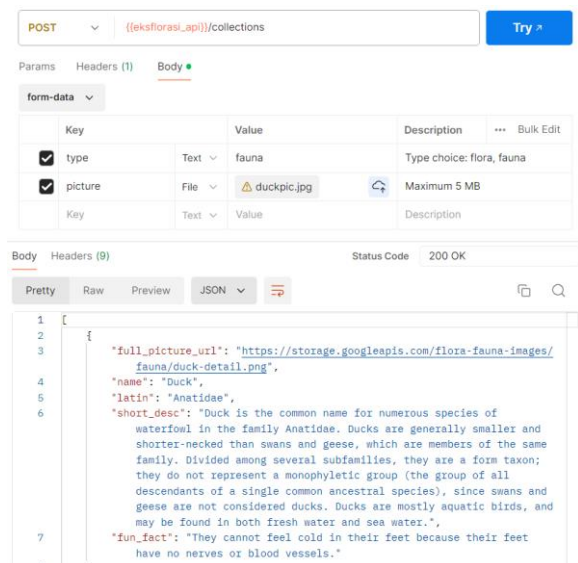 POST {{eksflorasi_api}}/collections Try
Params Headers (1) Body
form-data
Key Value Description ••• Bulk Edit
type Text fauna Type choice: flora, fauna
picture File duckpic.jpg Maximum 5 MB
Key Text Value Description
Body Headers (9) Status Code 200 OK
Pretty Raw Preview JSON
1 [
2 {
3 "full_picture_url": "https://storage.googleapis.com/flora-fauna-images/
fauna/duck-detail.png",
4 "name": "Duck",
5 "latin": "Anatidae",
6 "short_desc": "Duck is the common name for numerous species of
waterfowl in the family Anatidae. Ducks are generally smaller and
shorter-necked than swans and geese, which are members of the same
family. Divided among several subfamilies, they are a form taxon;
they do not represent a monophyletic group (the group of all
descendants of a single common ancestral species), since swans and
geese are not considered ducks. Ducks are mostly aquatic birds, and
may be found in both fresh water and sea water.",
7 "fun_fact": "They cannot feel cold in their feet because their feet
have no nerves or blood vessels."